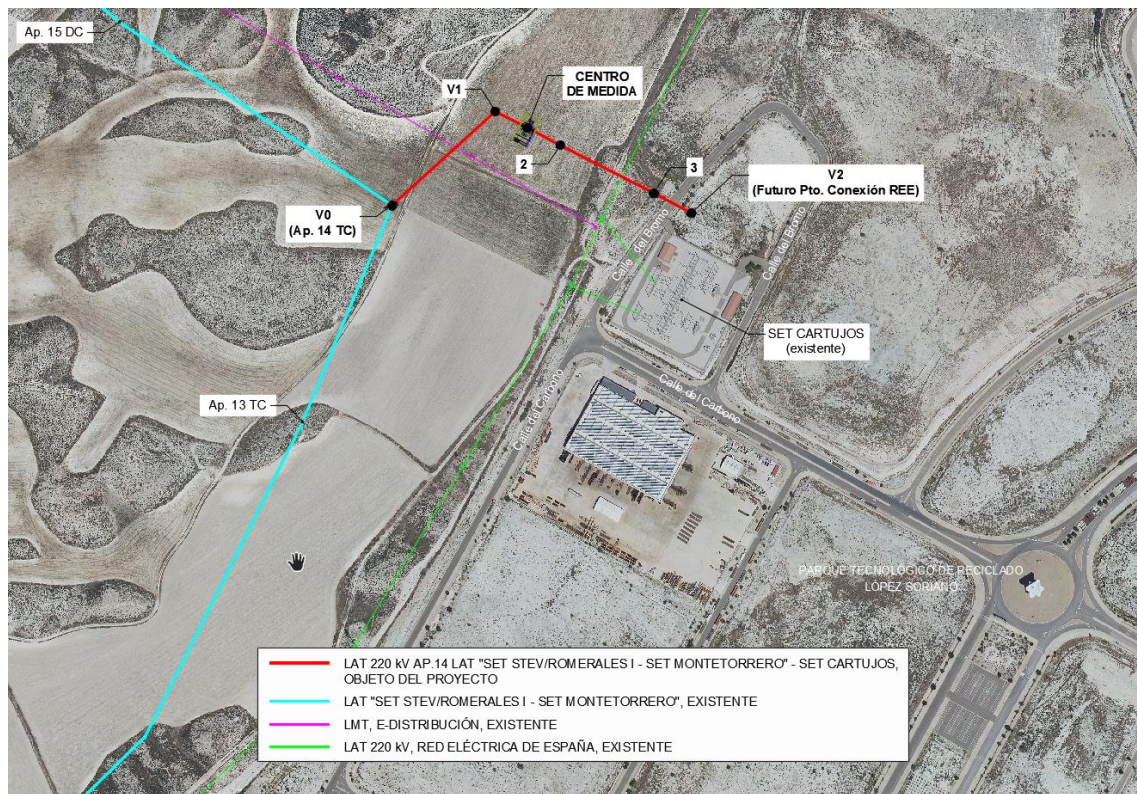 Ap. 15 DC
CENTRO
DE MEDIDA
V1
2
3
V2
(Futuro Pto. Conexión REE)
V0
(Ap. 14 TC)
Calle del Bromo
Calle del Bromo
SET CARTUJOS
(existente)
Calle del Carbono
Calle del Carbono
Ap. 13 TC
PARQUE TECNOLÓGICO DE RECICLADO
LÓPEZ SORIANO
LAT 220 kV AP.14 LAT "SET STEV/ROMERALES I - SET MONTETORRERO" - SET CARTUJOS,
OBJETO DEL PROYECTO
LAT "SET STEV/ROMERALES I - SET MONTETORRERO", EXISTENTE
LMT, E-DISTRIBUCIÓN, EXISTENTE
LAT 220 kV, RED ELÉCTRICA DE ESPAÑA, EXISTENTE